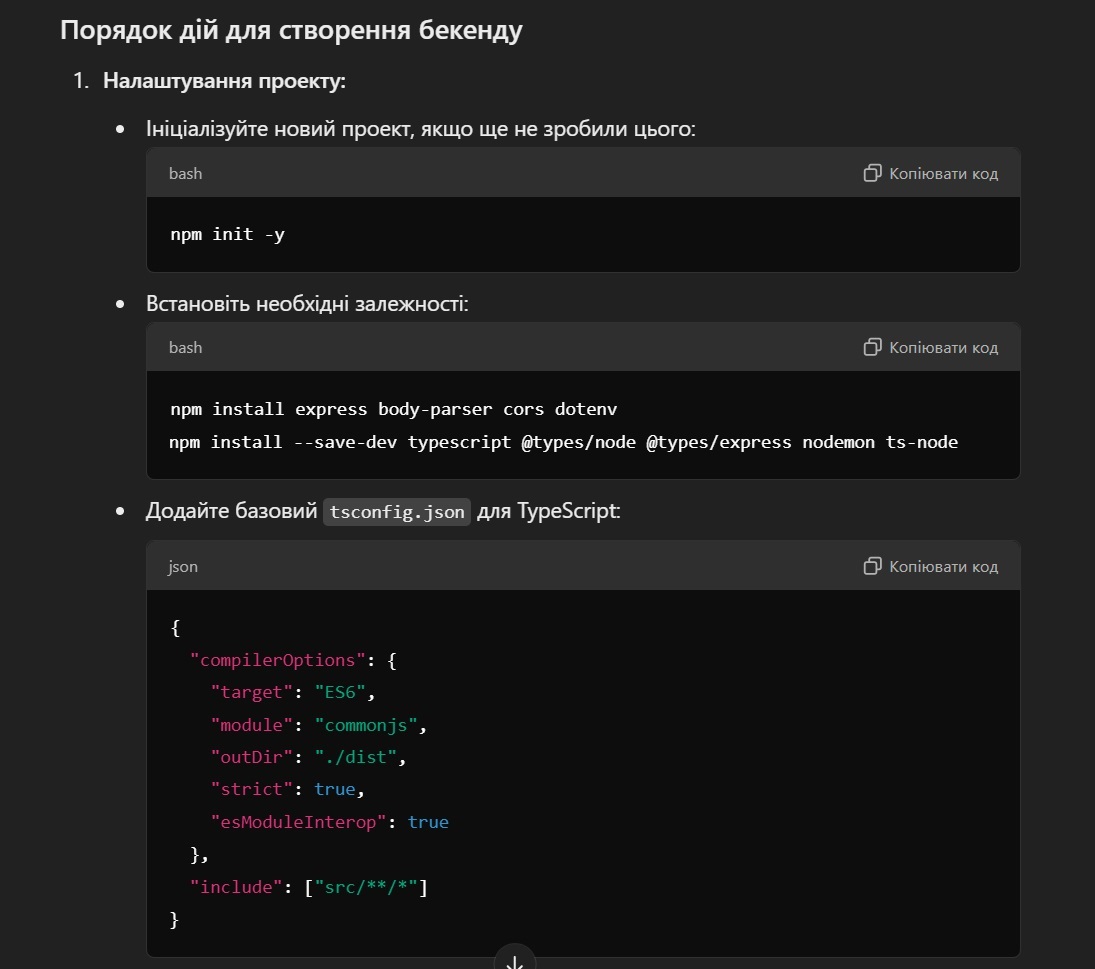 Порядок дій для створення бекенду
1. Налаштування проекту:
• Ініціалізуйте новий проект, якщо ще не зробили цього:
bash Копіювати код
npm init -y
• Встановіть необхідні залежності:
bash Копіювати код
npm install express body-parser cors dotenv
npm install --save-dev typescript @types/node @types/express nodemon ts-node
• Додайте базовий tsconfig.json для TypeScript:
json Копіювати код
{
  "compilerOptions": {
    "target": "ES6",
    "module": "commonjs",
    "outDir": "./dist",
    "strict": true,
    "esModuleInterop": true
  },
  "include": ["src/**/*"]
}